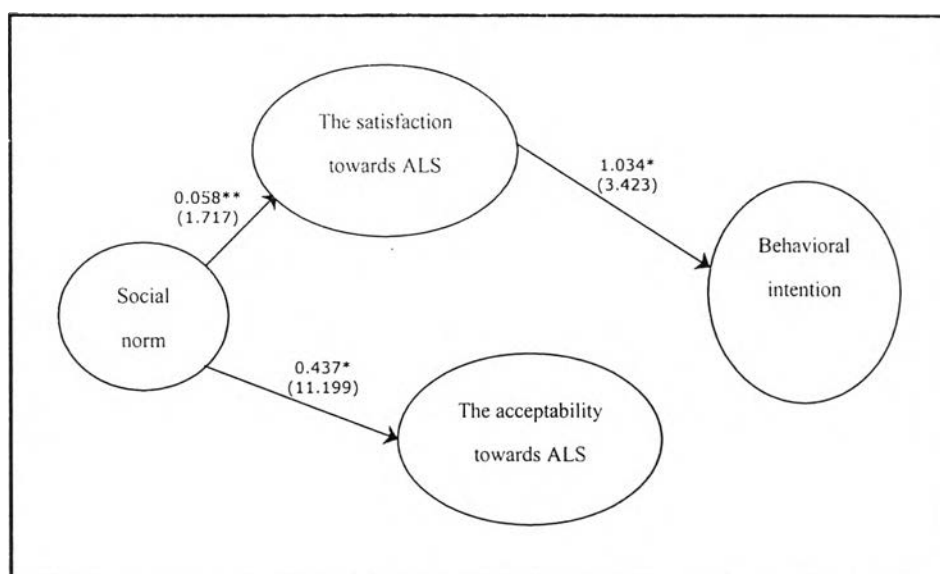 The satisfaction
towards ALS
0.058**
(1.717)
1.034*
(3.423)
Behavioral
intention
Social
norm
0.437*
(11.199)
The acceptability
towards ALS